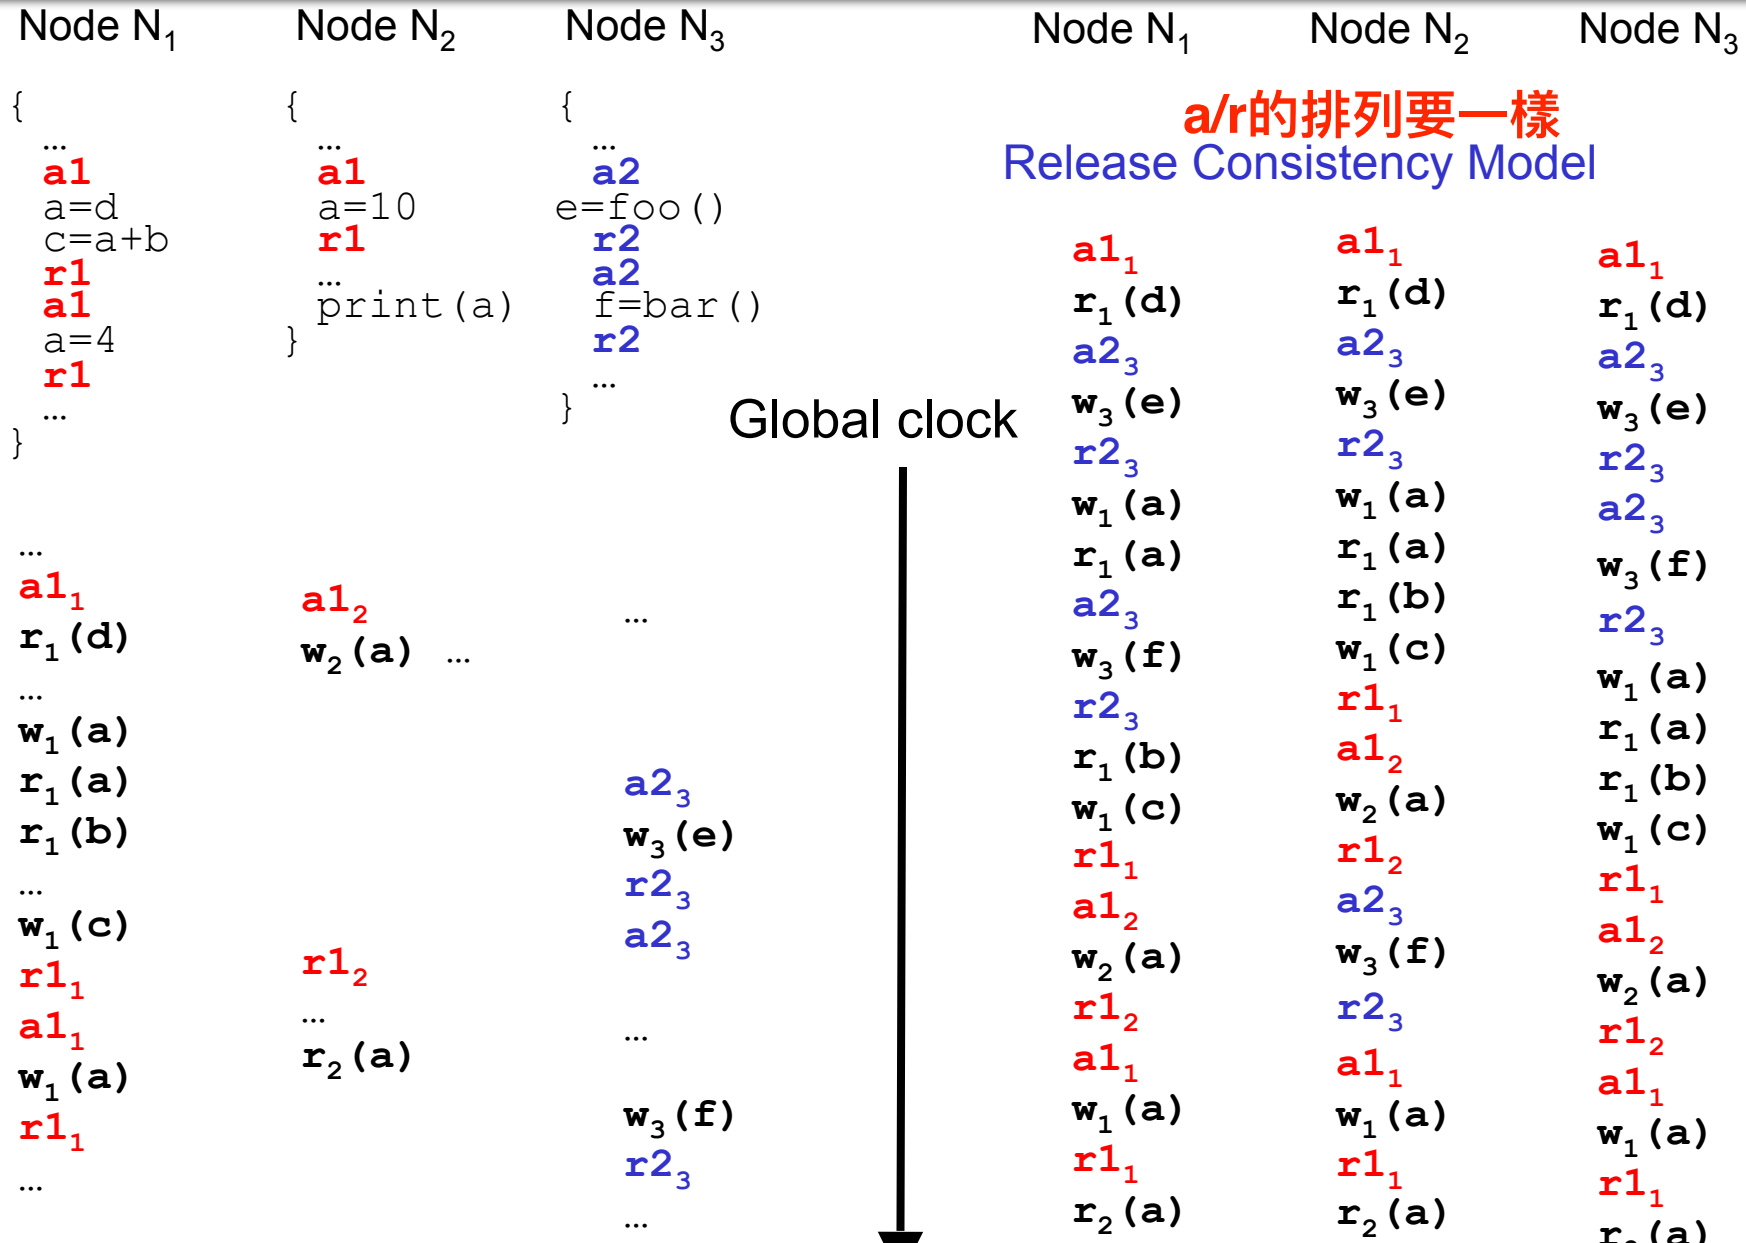 Node N1
Node N2
Node N3
{
…
a1
a=d
c=a+b
r1
a1
a=4
r1
…
}
{
…
a1
a=10
r1
…
print(a)
}
{
…
a2
e=foo()
r2
a2
f=bar()
r2
…
}
…
a11
r1(d)
…
w1(a)
r1(a)
r1(b)
…
w1(c)
r11
a11
w1(a)
r11
…
a12
w2(a) …
r12
…
r2(a)
…
a23
w3(e)
r23
a23
…
w3(f)
r23
…
Global clock
Node N1
Node N2
Node N3
a/r的排列要一樣
Release Consistency Model
a11
r1(d)
a23
w3(e)
r23
w1(a)
r1(a)
a23
w3(f)
r23
r1(b)
w1(c)
r11
a12
w2(a)
r12
a11
w1(a)
r11
r2(a)
a11
r1(d)
a23
w3(e)
r23
w1(a)
r1(a)
r1(b)
w1(c)
r11
a12
w2(a)
r12
a23
w3(f)
r23
a11
w1(a)
r11
r2(a)
a11
r1(d)
a23
w3(e)
r23
a23
w3(f)
r23
w1(a)
r1(a)
r1(b)
w1(c)
r11
a12
w2(a)
r12
a11
w1(a)
r11
r2(a)